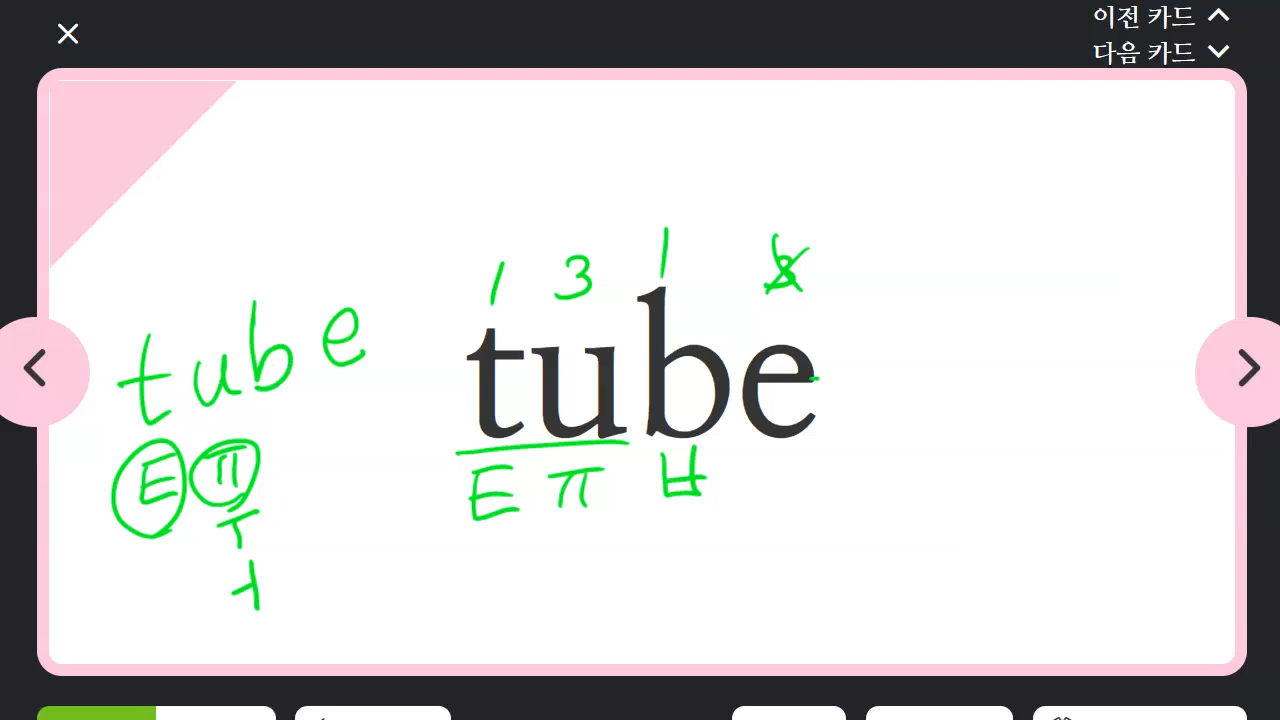 이전 카드
다음 카드
1 3 1
tube
tube
ㅌ ㅠ ㅂ
ㅌ ㅠ
ㅜ
ㅓ